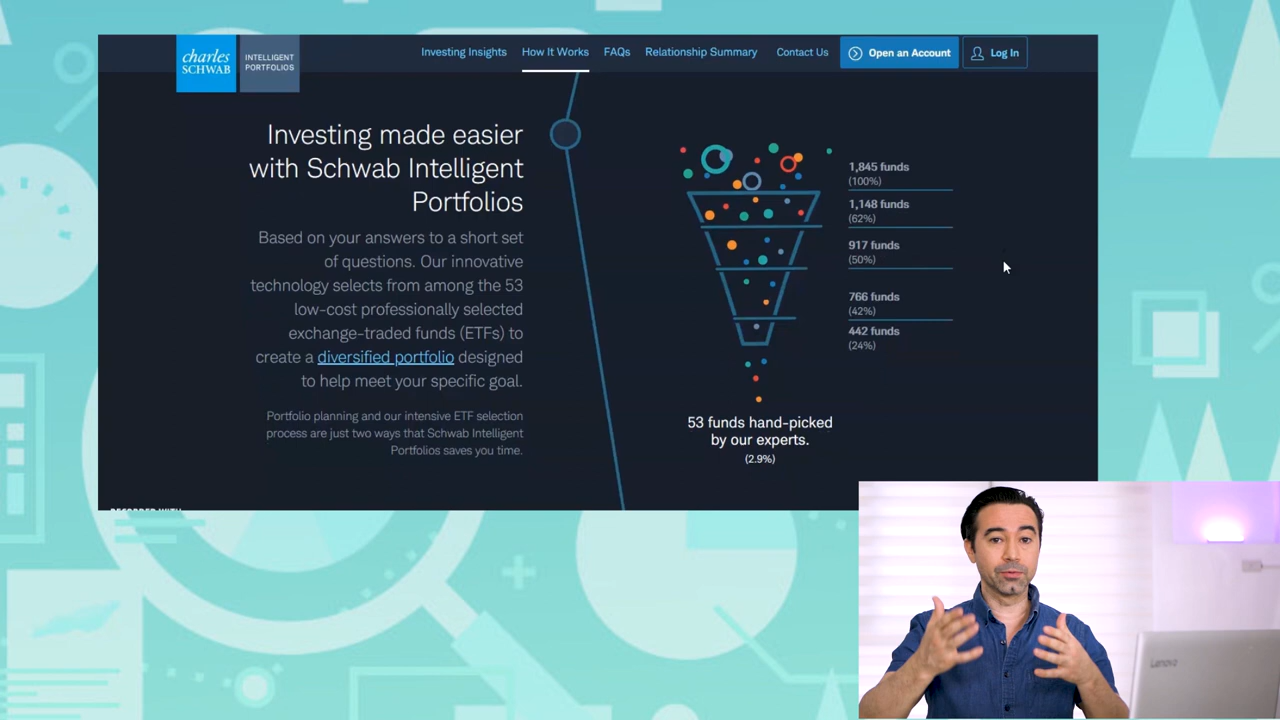 charles
SCHWAB
INTELLIGENT
PORTFOLIOS
Investing Insights
How It Works
FAQs
Relationship Summary
Contact Us
Open an Account
Log In
Investing made easier
with Schwab Intelligent
Portfolios
Based on your answers to a short set
of questions. Our innovative
technology selects from among the 53
low-cost professionally selected
exchange-traded funds (ETFs) to
create a diversified portfolio designed
to help meet your specific goal.
Portfolio planning and our intensive ETF selection
process are just two ways that Schwab Intelligent
Portfolios saves you time.
1,845 funds
(100%)
1,148 funds
(62%)
917 funds
(50%)
766 funds
(42%)
442 funds
(24%)
53 funds hand-picked
by our experts.
(2.9%)
RECORDED WITH
Lenovo